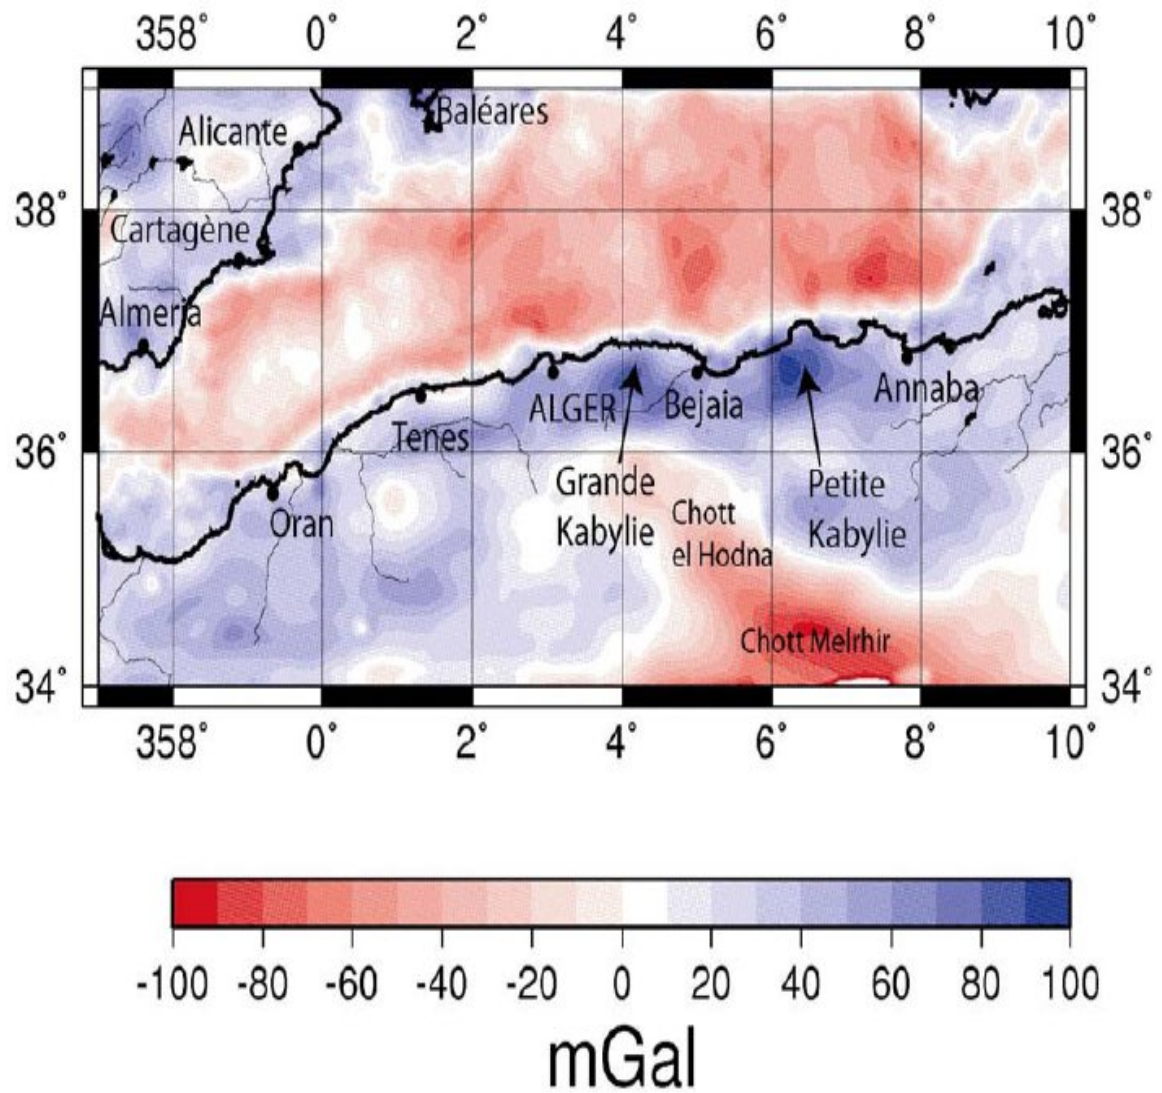 358° 0° 2° 4° 6° 8° 10°
Baléares
Alicante
38° 38°
Cartagène
Almeria
ALGER Bejaia Annaba
Tenes
36° 36°
Grande Kabylie
Petite Kabylie
Chott
el Hodna
Oran
Chott Melrhir
34° 34°
358° 0° 2° 4° 6° 8° 10°
-100 -80 -60 -40 -20 0 20 40 60 80 100
mGal